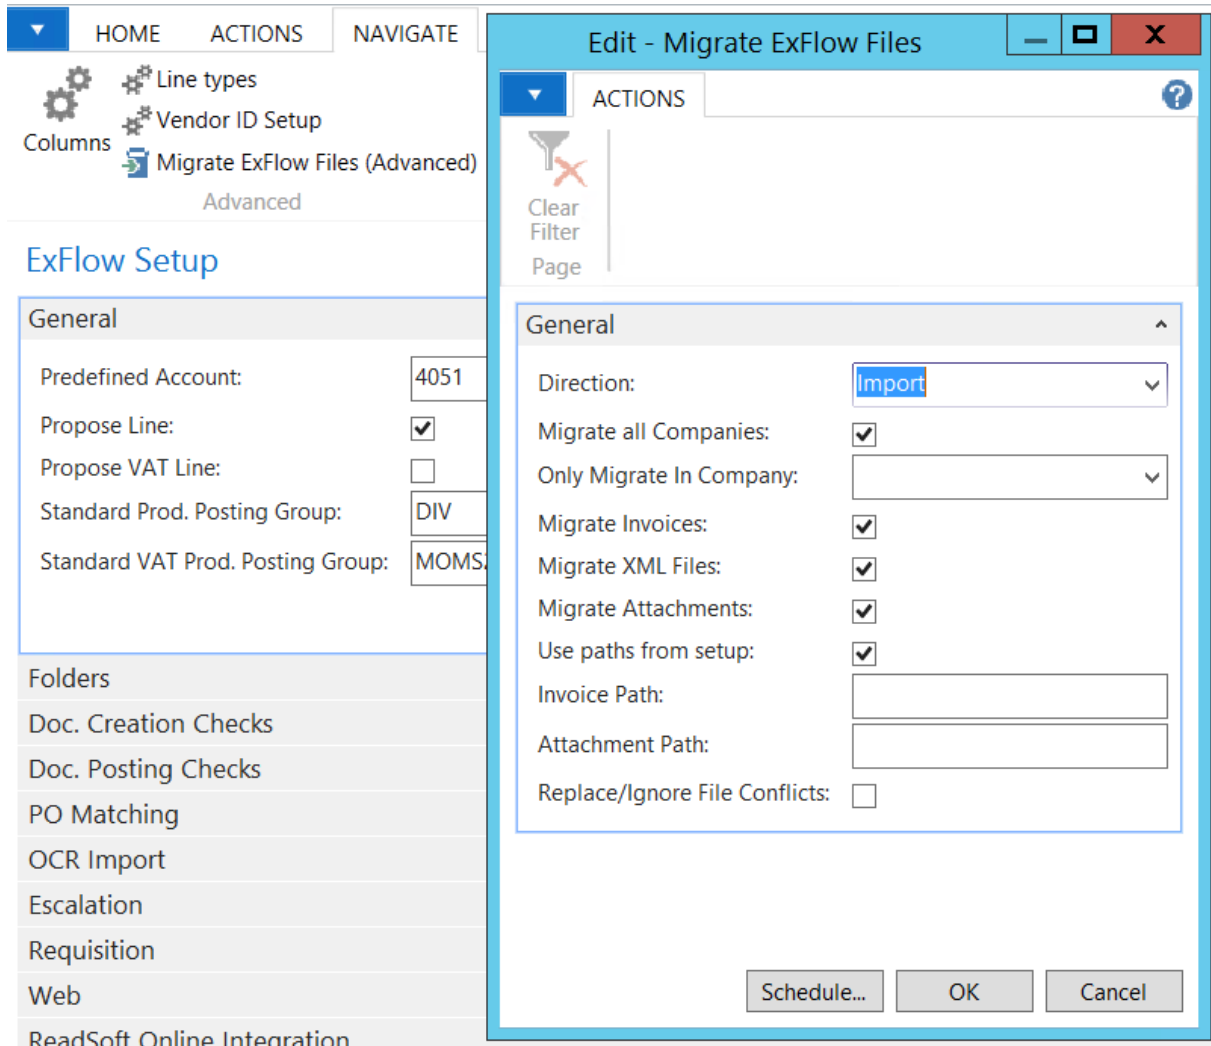 HOME ACTIONS NAVIGATE
Columns
Line types
Vendor ID Setup
Migrate ExFlow Files (Advanced)
Advanced
ExFlow Setup
General
Predefined Account: 4051
Propose Line:
Propose VAT Line:
Standard Prod. Posting Group: DIV
Standard VAT Prod. Posting Group:
Folders
Doc. Creation Checks
Doc. Posting Checks
PO Matching
OCR Import
Escalation
Requisition
Web
ReadSoft Online Integration
Edit - Migrate ExFlow Files
X
ACTIONS
?
Clear
Filter
Page
General
Direction: Import
Migrate all Companies:
Only Migrate In Company:
Migrate Invoices:
Migrate XML Files:
Migrate Attachments:
Use paths from setup:
Invoice Path:
Attachment Path:
Replace/Ignore File Conflicts:
Schedule... OK Cancel